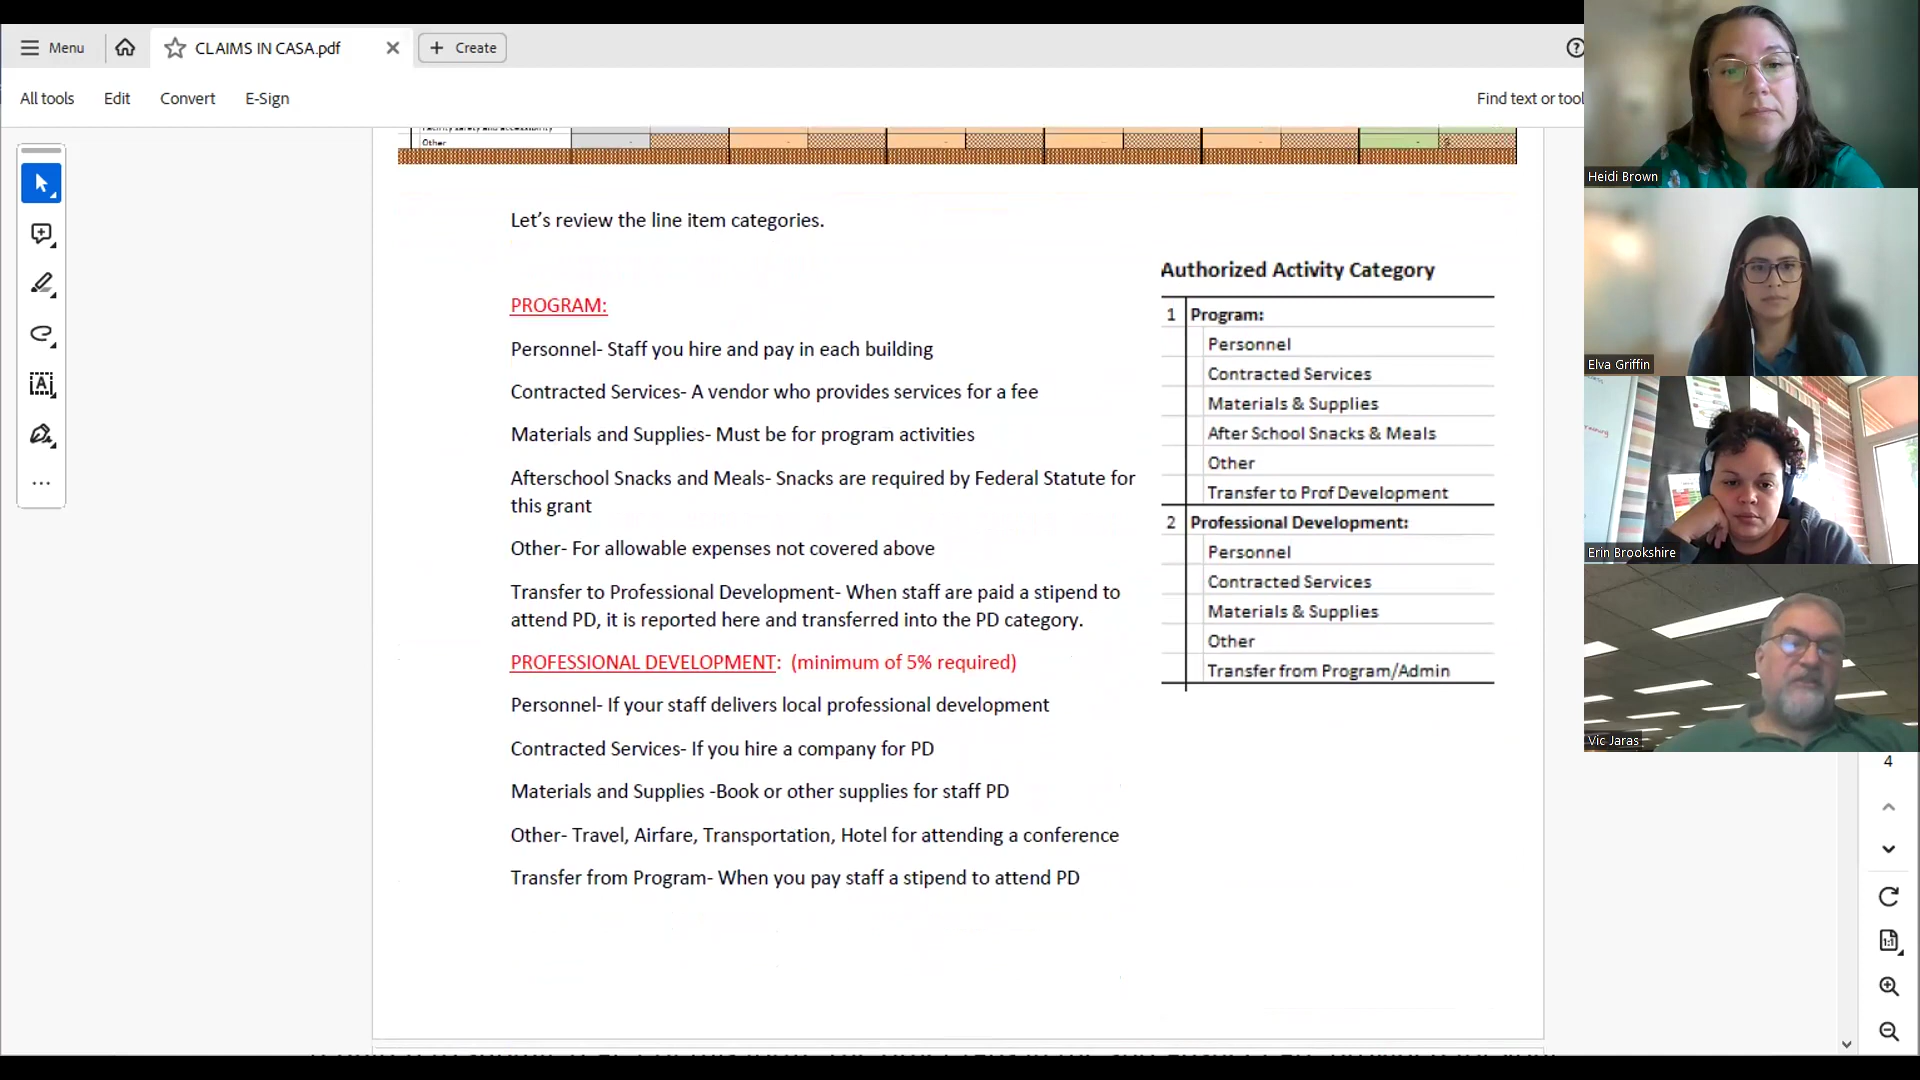 Menu
CLAIMS IN CASA.pdf
Create
All tools
Edit
Convert
E-Sign
Find text or tool
Facility safety and accessibility
Other
Let's review the line item categories.
PROGRAM:
Personnel- Staff you hire and pay in each building
Contracted Services- A vendor who provides services for a fee
Materials and Supplies- Must be for program activities
Afterschool Snacks and Meals- Snacks are required by Federal Statute for
this grant
Other- For allowable expenses not covered above
Transfer to Professional Development- When staff are paid a stipend to
attend PD, it is reported here and transferred into the PD category.
PROFESSIONAL DEVELOPMENT: (minimum of 5% required)
Personnel- If your staff delivers local professional development
Contracted Services- If you hire a company for PD
Materials and Supplies -Book or other supplies for staff PD
Other- Travel, Airfare, Transportation, Hotel for attending a conference
Transfer from Program- When you pay staff a stipend to attend PD
Authorized Activity Category
1 Program:
Personnel
Contracted Services
Materials & Supplies
After School Snacks & Meals
Other
Transfer to Prof Development
2 Professional Development:
Personnel
Contracted Services
Materials & Supplies
Other
Transfer from Program/Admin
Heidi Brown
Elva Griffin
Erin Brookshire
Vic Jaras
4